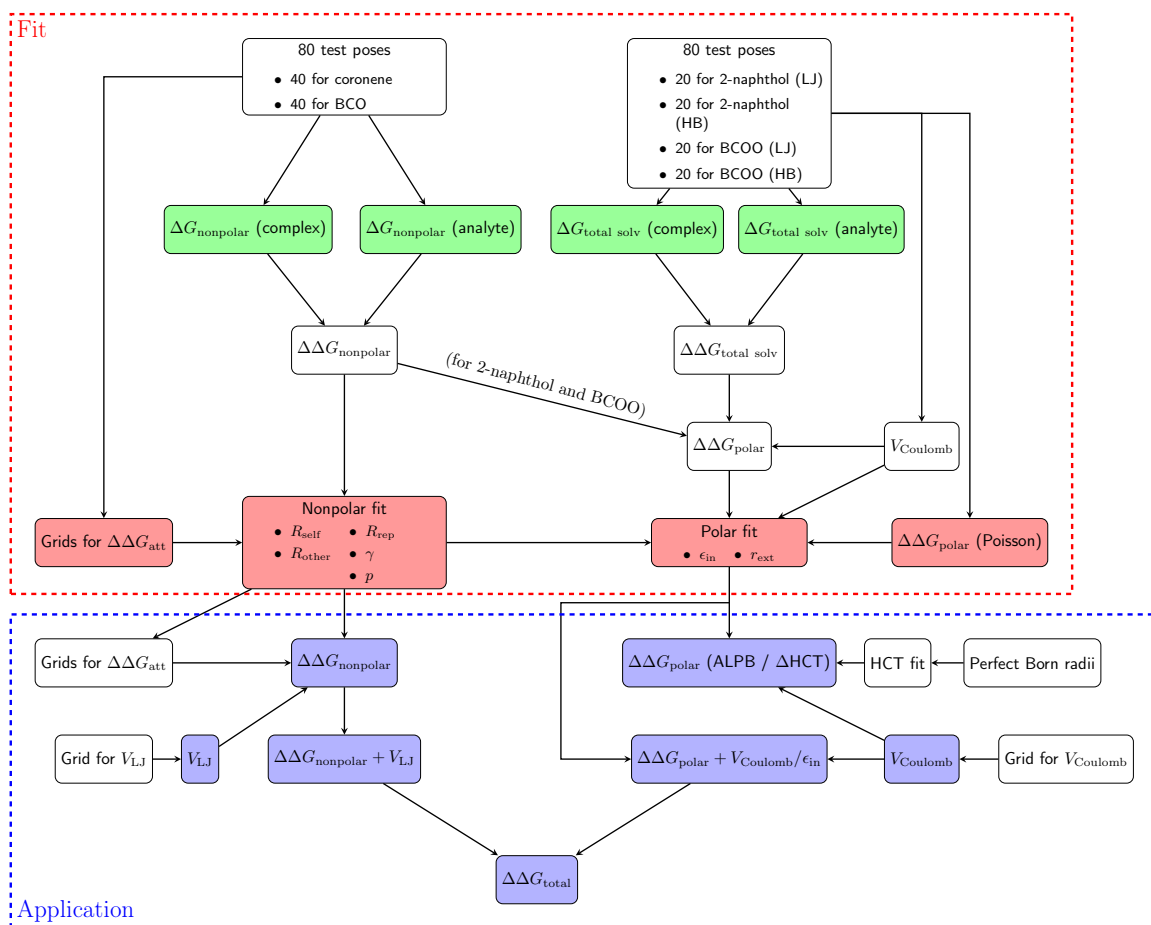 Fit
80 test poses
• 40 for coronene
• 40 for BCO
80 test poses
• 20 for 2-naphthol (LJ)
• 20 for 2-naphthol
(HB)
• 20 for BCOO (LJ)
• 20 for BCOO (HB)
ΔG_nonpolar (complex)
ΔG_nonpolar (analyte)
ΔG_total solv (complex)
ΔG_total solv (analyte)
ΔΔG_nonpolar
(for 2-naphthol and BCOO)
ΔΔG_total solv
ΔΔG_polar
V_Coulomb
Grids for ΔΔG_att
Nonpolar fit
• R_self • R_rep
• R_other • γ
• p
Polar fit
• ϵ_in • r_ext
ΔΔG_polar (Poisson)
Grids for ΔΔG_att
ΔΔG_nonpolar
ΔΔG_polar (ALPB / ΔHCT)
HCT fit
Perfect Born radii
Grid for V_LJ
V_LJ
ΔΔG_nonpolar + V_LJ
ΔΔG_polar + V_Coulomb/ϵ_in
V_Coulomb
Grid for V_Coulomb
ΔΔG_total
Application